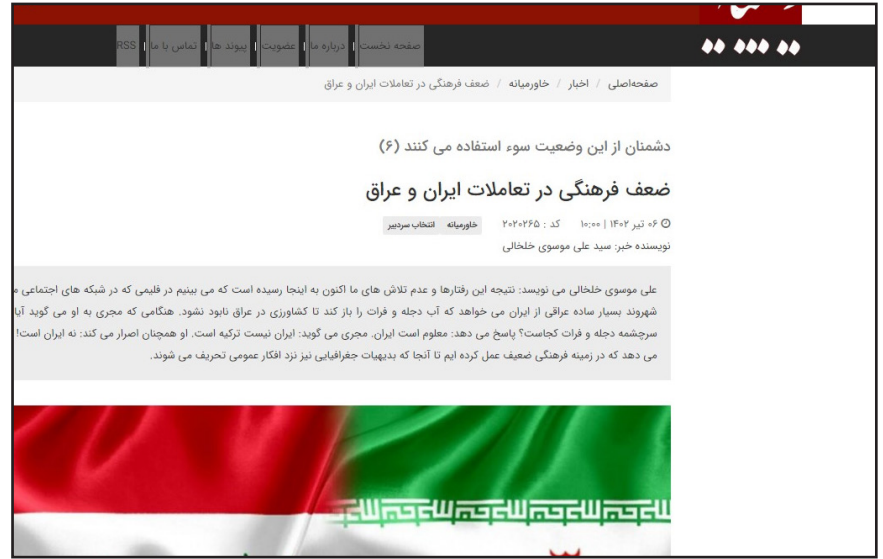 صفحه نخست | درباره ما | عضویت | پیوند ها | تماس با ما | RSS
صفحه‌اصلی / اخبار / خاورمیانه / ضعف فرهنگی در تعاملات ایران و عراق
دشمنان از این وضعیت سوء استفاده می کنند (۶)
ضعف فرهنگی در تعاملات ایران و عراق
۰۶ تیر ۱۴۰۲ | ۱۰:۰۰ کد : ۲۰۲۰۲۶۵ خاورمیانه انتخاب سردبیر
نویسنده خبر: سید علی موسوی خلخالی
علی موسوی خلخالی می نویسد: نتیجه این رفتارها و عدم تلاش های ما اکنون به اینجا رسیده است که می بینیم در فلیمی که در شبکه های اجتماعی
شهروند بسیار ساده عراقی از ایران می خواهد که آب دجله و فرات را باز کند تا کشاورزی در عراق نابود نشود. هنگامی که مجری به او می گوید آیا
سرچشمه دجله و فرات کجاست؟ پاسخ می دهد: معلوم است ایران. مجری می گوید: ایران نیست ترکیه است. او همچنان اصرار می کند: نه ایران است!
می دهد که در زمینه فرهنگی ضعیف عمل کرده ایم تا آنجا که بدیهیات جغرافیایی نیز نزد افکار عمومی تحریف می شوند.